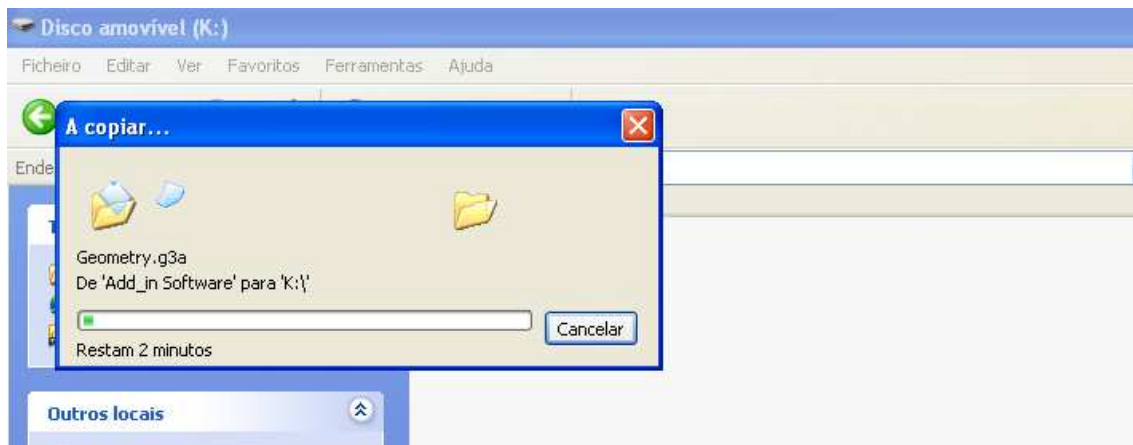 Disco amovível (K:)
Ficheiro Editar Ver Favoritos Ferramentas Ajuda
A copiar...
Ende
Geometry.g3a
De 'Add_in Software' para 'K:\'
Cancelar
Restam 2 minutos
Outros locais